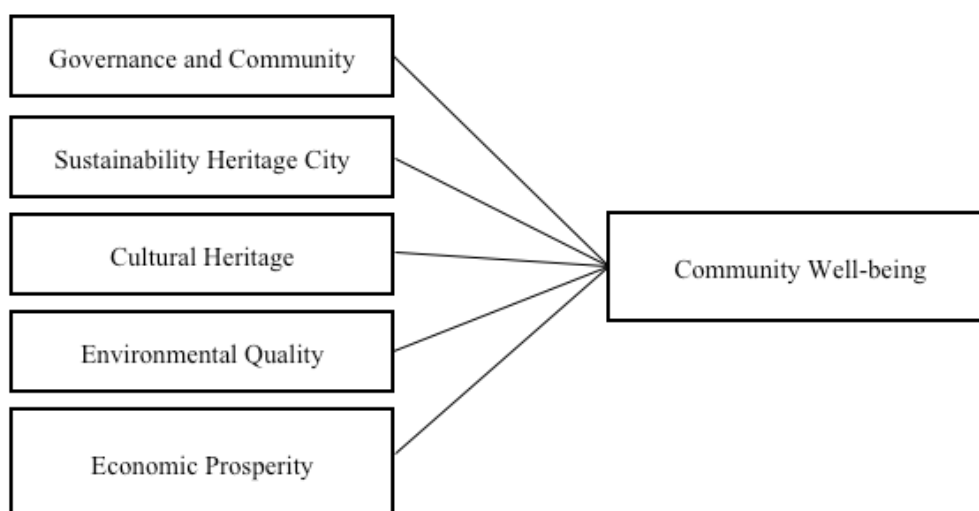 Governance and Community
Sustainability Heritage City
Cultural Heritage
Environmental Quality
Economic Prosperity
Community Well-being